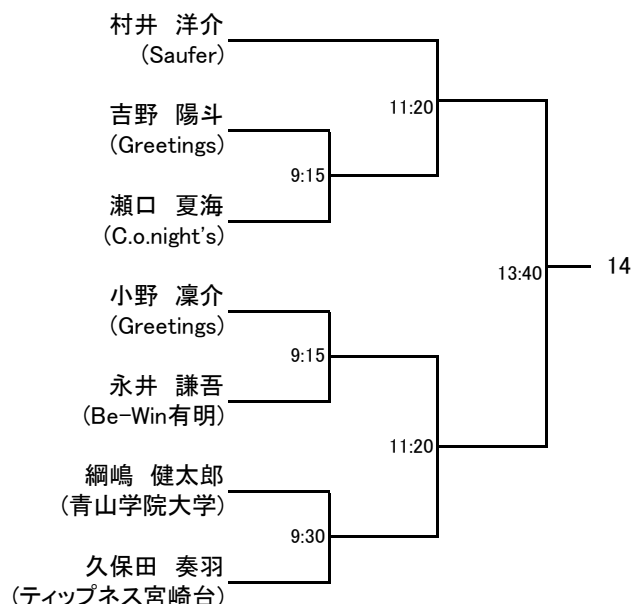 村井　洋介
(Saufer)
11:20
吉野　陽斗
(Greetings)
9:15
瀬口　夏海
(C.o.night's)
13:40
14
小野　凜介
(Greetings)
9:15
永井　謙吾
(Be-Win有明)
11:20
綱嶋　健太郎
(青山学院大学)
9:30
久保田　奏羽
(ティップネス宮崎台)